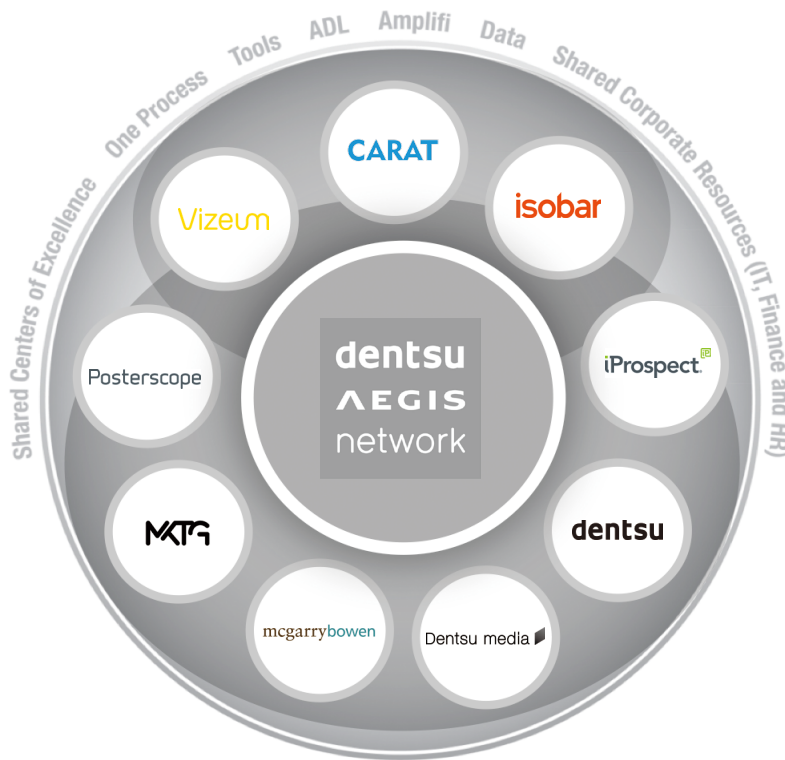 Shared Centers of Excellence One Process Tools ADL Amplifi Data Shared Corporate Resources (IT, Finance and HR)
CARAT
Vizeum
isobar
Posterscope
iProspect.
iP
dentsu
AEGIS
network
MKTG
dentsu
mcgarrybowen
Dentsu media